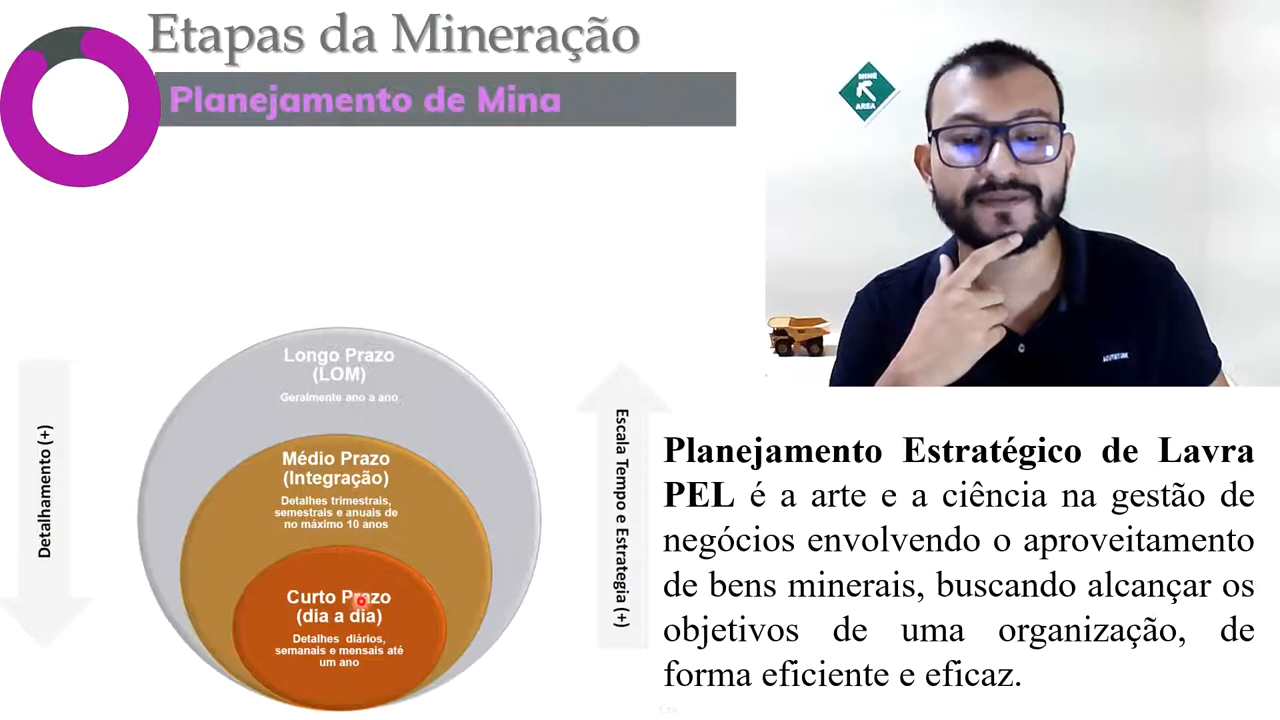 Etapas da Mineração
Planejamento de Mina
MINE
AREA
Longo Prazo
(LOM)
Geralmente ano a ano
Médio Prazo
(Integração)
Detalhes trimestrais,
semestrais e anuais de
no máximo 10 anos
Curto Prazo
(dia a dia)
Detalhes diários,
semanais e mensais até
um ano
Detalhamento (+)
Escala Tempo e Estrategia (+)
Planejamento Estratégico de Lavra
PEL é a arte e a ciência na gestão de
negócios envolvendo o aproveitamento
de bens minerais, buscando alcançar os
objetivos de uma organização, de
forma eficiente e eficaz.